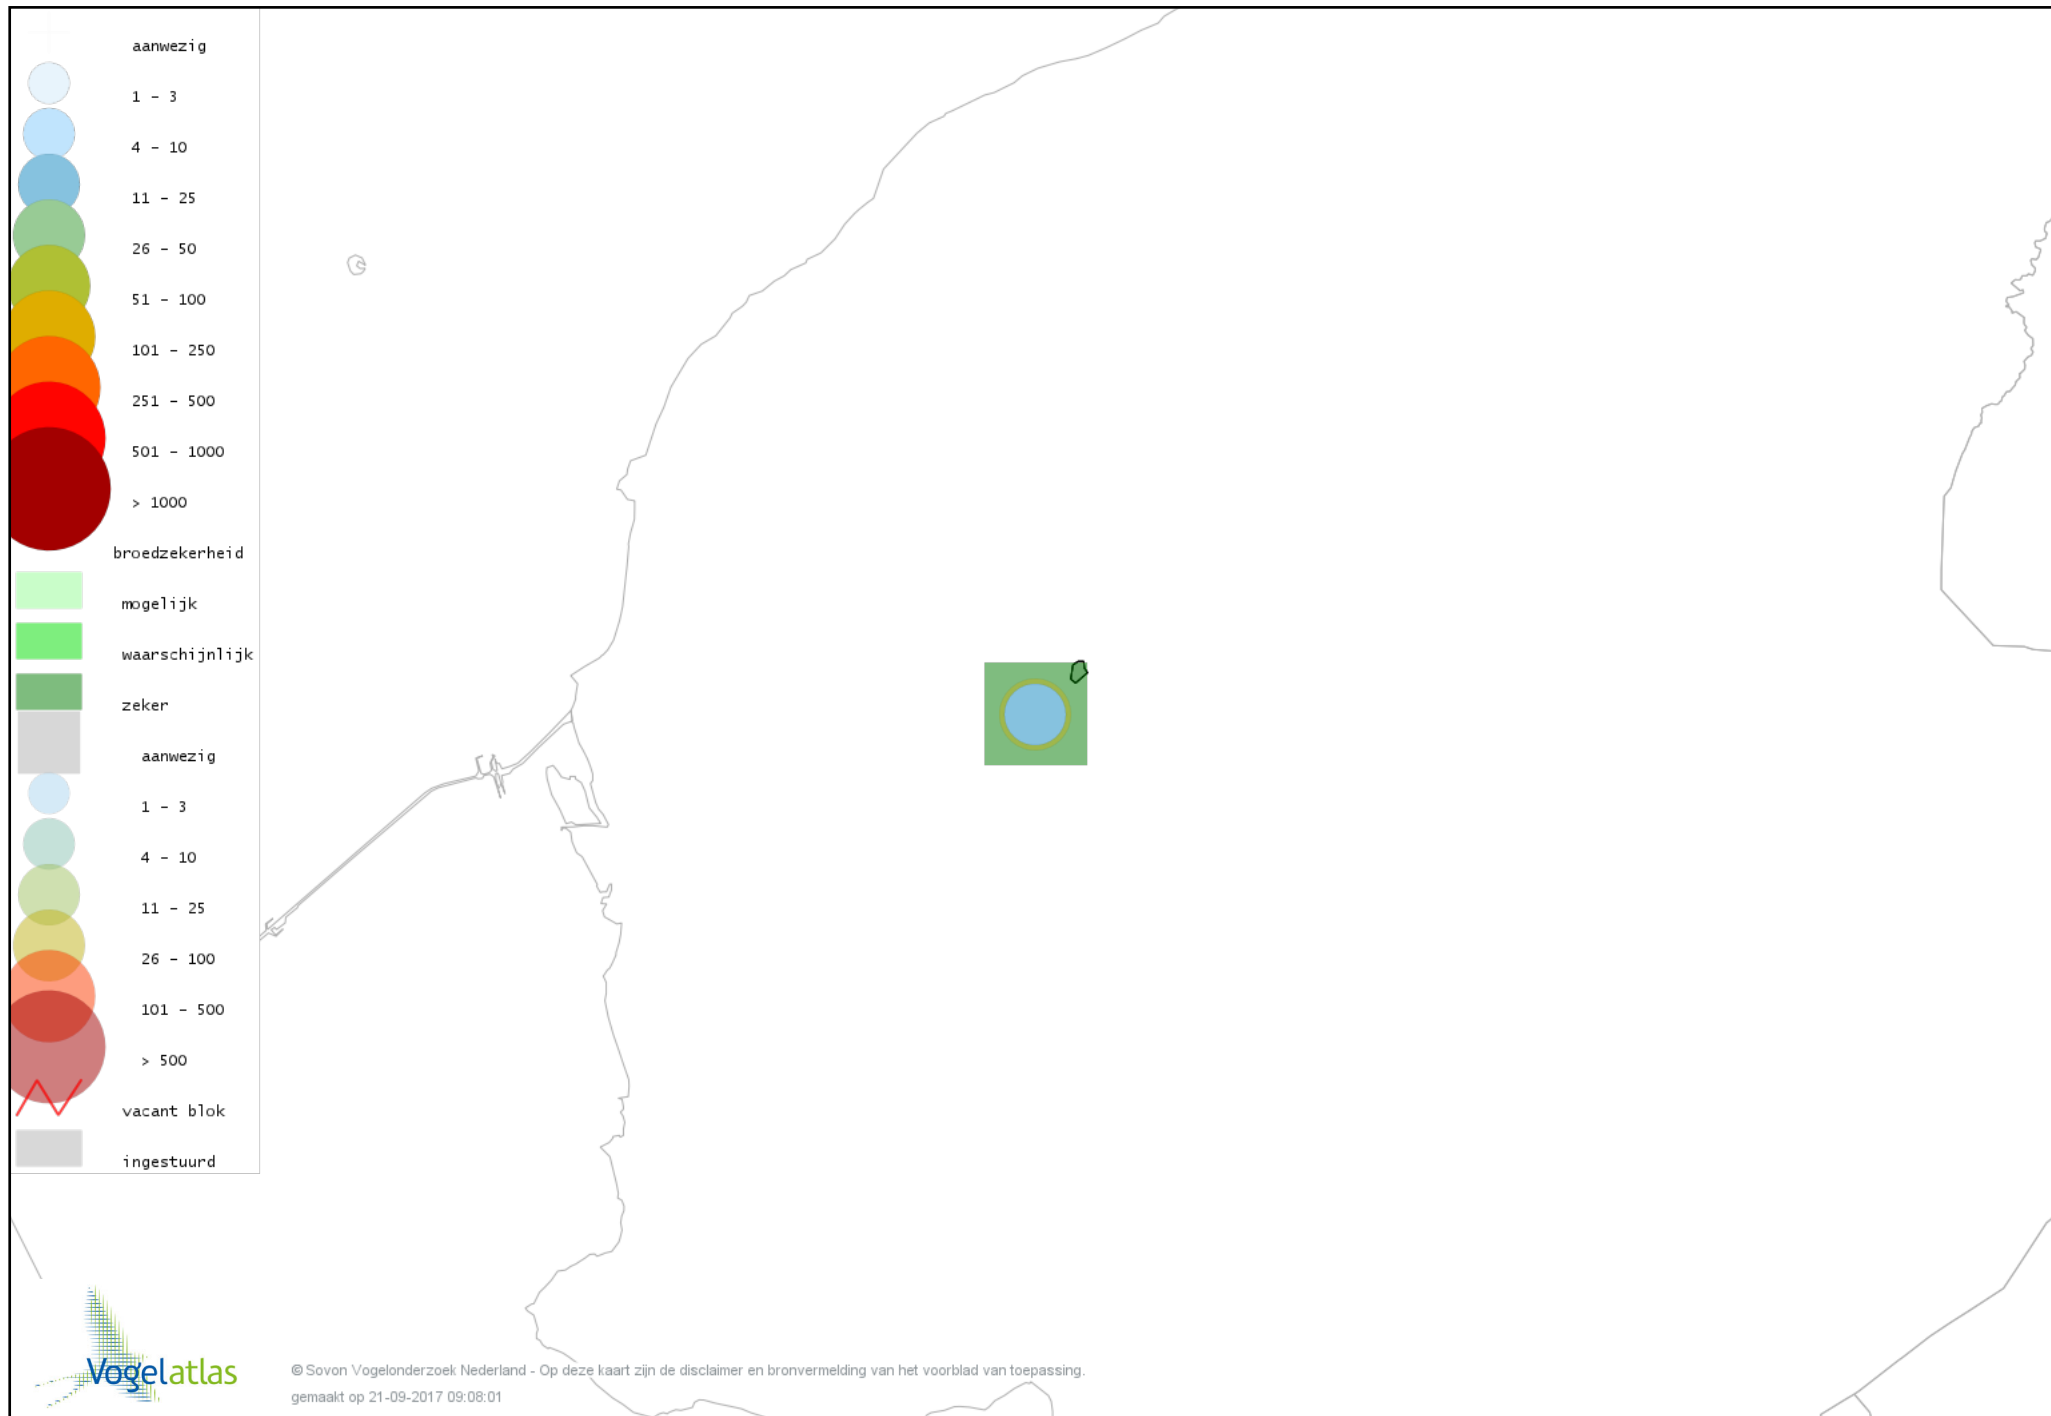 aanwezig
1 - 3
4 - 10
11 - 25
26 - 50
51 - 100
101 - 250
251 - 500
501 - 1000
> 1000
broedzekerheid
mogelijk
waarschijnlijk
zeker
aanwezig
1 - 3
4 - 10
11 - 25
26 - 100
101 - 500
> 500
vacant blok
ingestuurd
Vogelatlas
© Sovon Vogelonderzoek Nederland - Op deze kaart zijn de disclaimer en bronvermelding van het voorblad van toepassing.
gemaakt op 21-09-2017 09:08:01